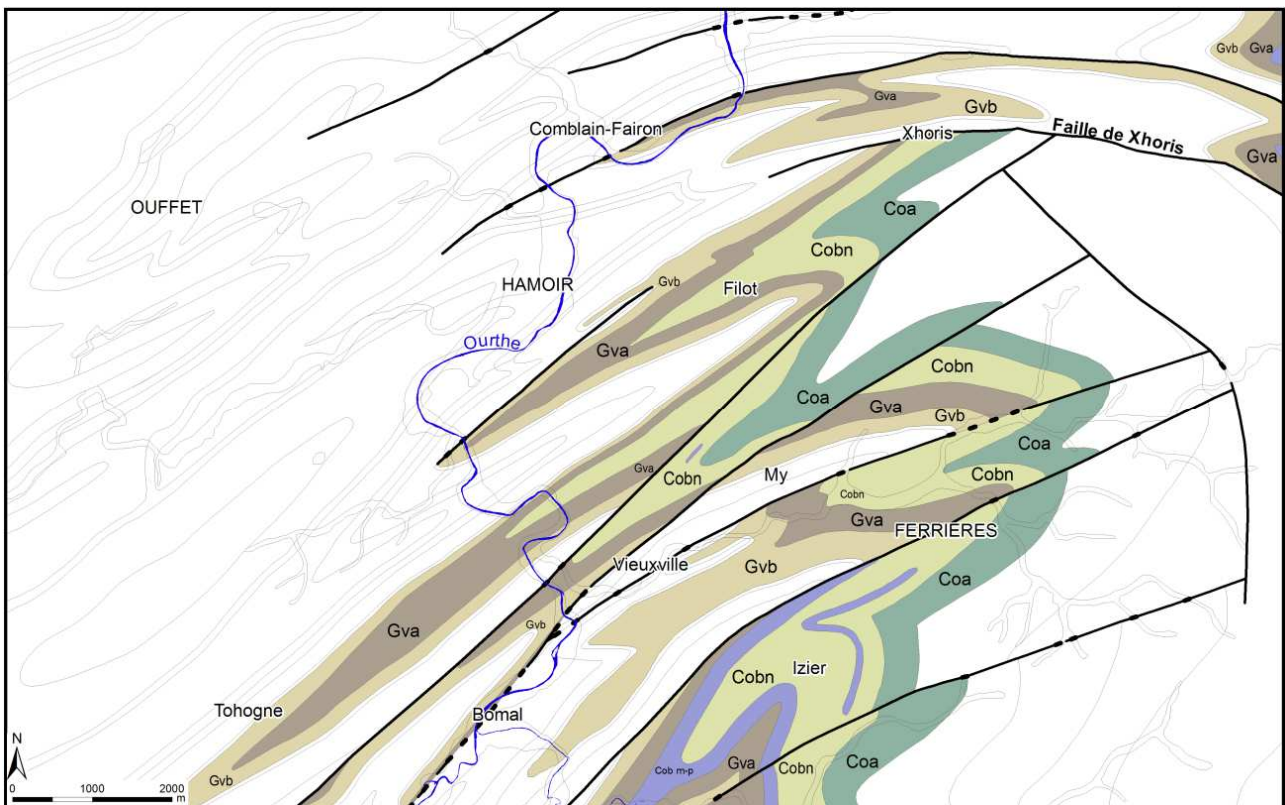 Gvb
Gva
Gva
Gvb
Comblain-Fairon
Xhoris
Faille de Xhoris
Gva
OUFFET
Coa
Cobn
HAMOIR
Gvb
Filot
Ourthe
Gva
Cobn
Coa
Gva
Gvb
Coa
Gva
My
Cobn
Cobn
Cobn
Gva
FERRIÈRES
Vieuxville
Gvb
Coa
Gvb
Gva
Izier
Cobn
Tohogne
Bomal
N
Gva
Cob m-p
Cobn
Coa
Gvb
0 1000 2000
m